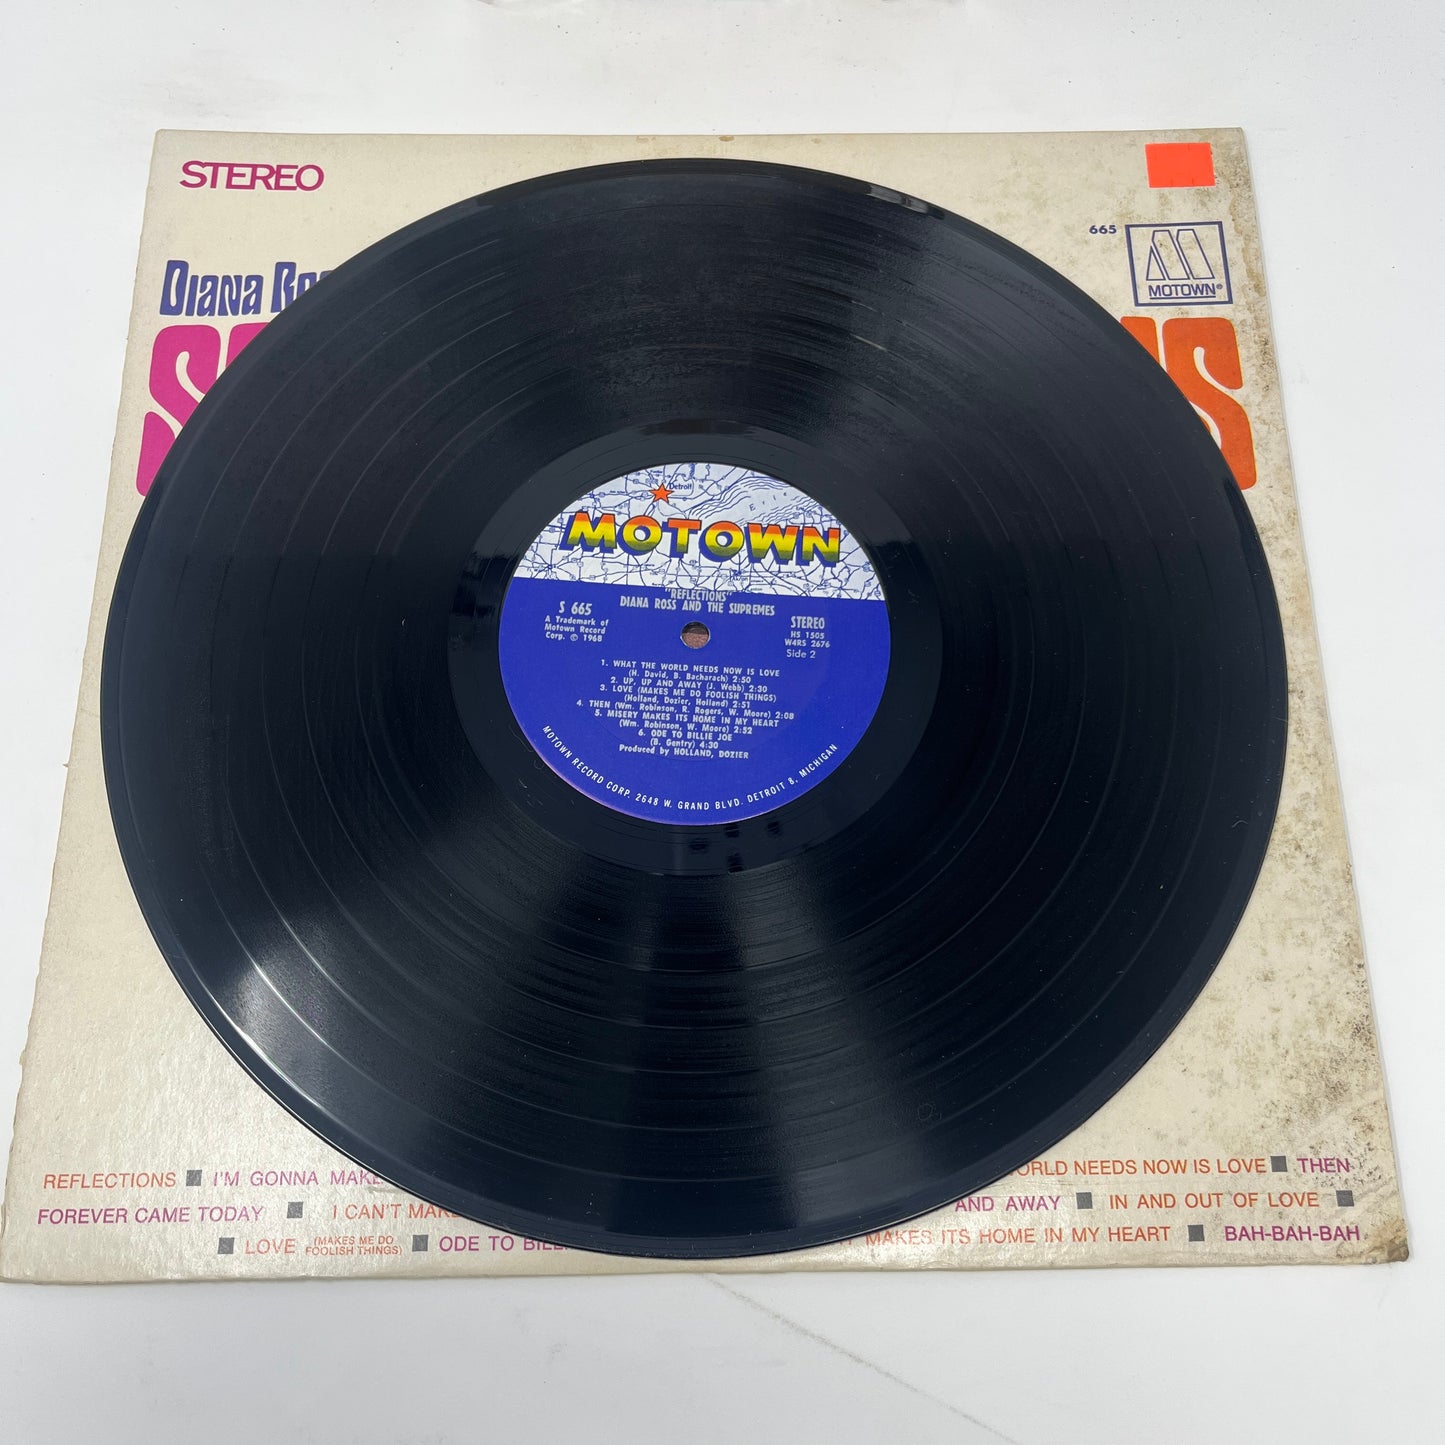 STEREO
665
MOTOWN®
DIANA
S
NS
Detroit
Erie
MOTOWN
"REFLECTIONS"
DIANA ROSS AND THE SUPREMES
S 665
A Trademark of
Motown Record
Corp. © 1968
STEREO
HS 1505
W4RS 2676
Side 2
1. WHAT THE WORLD NEEDS NOW IS LOVE
(H. David, B. Bacharach) 2:50
2. UP, UP AND AWAY (J. Webb) 2:30
3. LOVE (MAKES ME DO FOOLISH THINGS)
(Holland, Dozier, Holland) 2:51
4. THEN (Wm. Robinson, R. Rogers, W. Moore) 2:08
5. MISERY MAKES ITS HOME IN MY HEART
(Wm. Robinson, W. Moore) 2:52
6. ODE TO BILLIE JOE
(B. Gentry) 4:30
Produced by HOLLAND, DOZIER
MOTOWN RECORD CORP. 2648 W. GRAND BLVD. DETROIT 8, MICHIGAN
REFLECTIONS ■ I'M GONNA MAKE ORLD NEEDS NOW IS LOVE ■ THEN
FOREVER CAME TODAY ■ I CAN'T MAKE AND AWAY ■ IN AND OUT OF LOVE ■
■ LOVE (MAKES ME DO FOOLISH THINGS) ■ ODE TO MAKES ITS HOME IN MY HEART ■ BAH-BAH-BAH